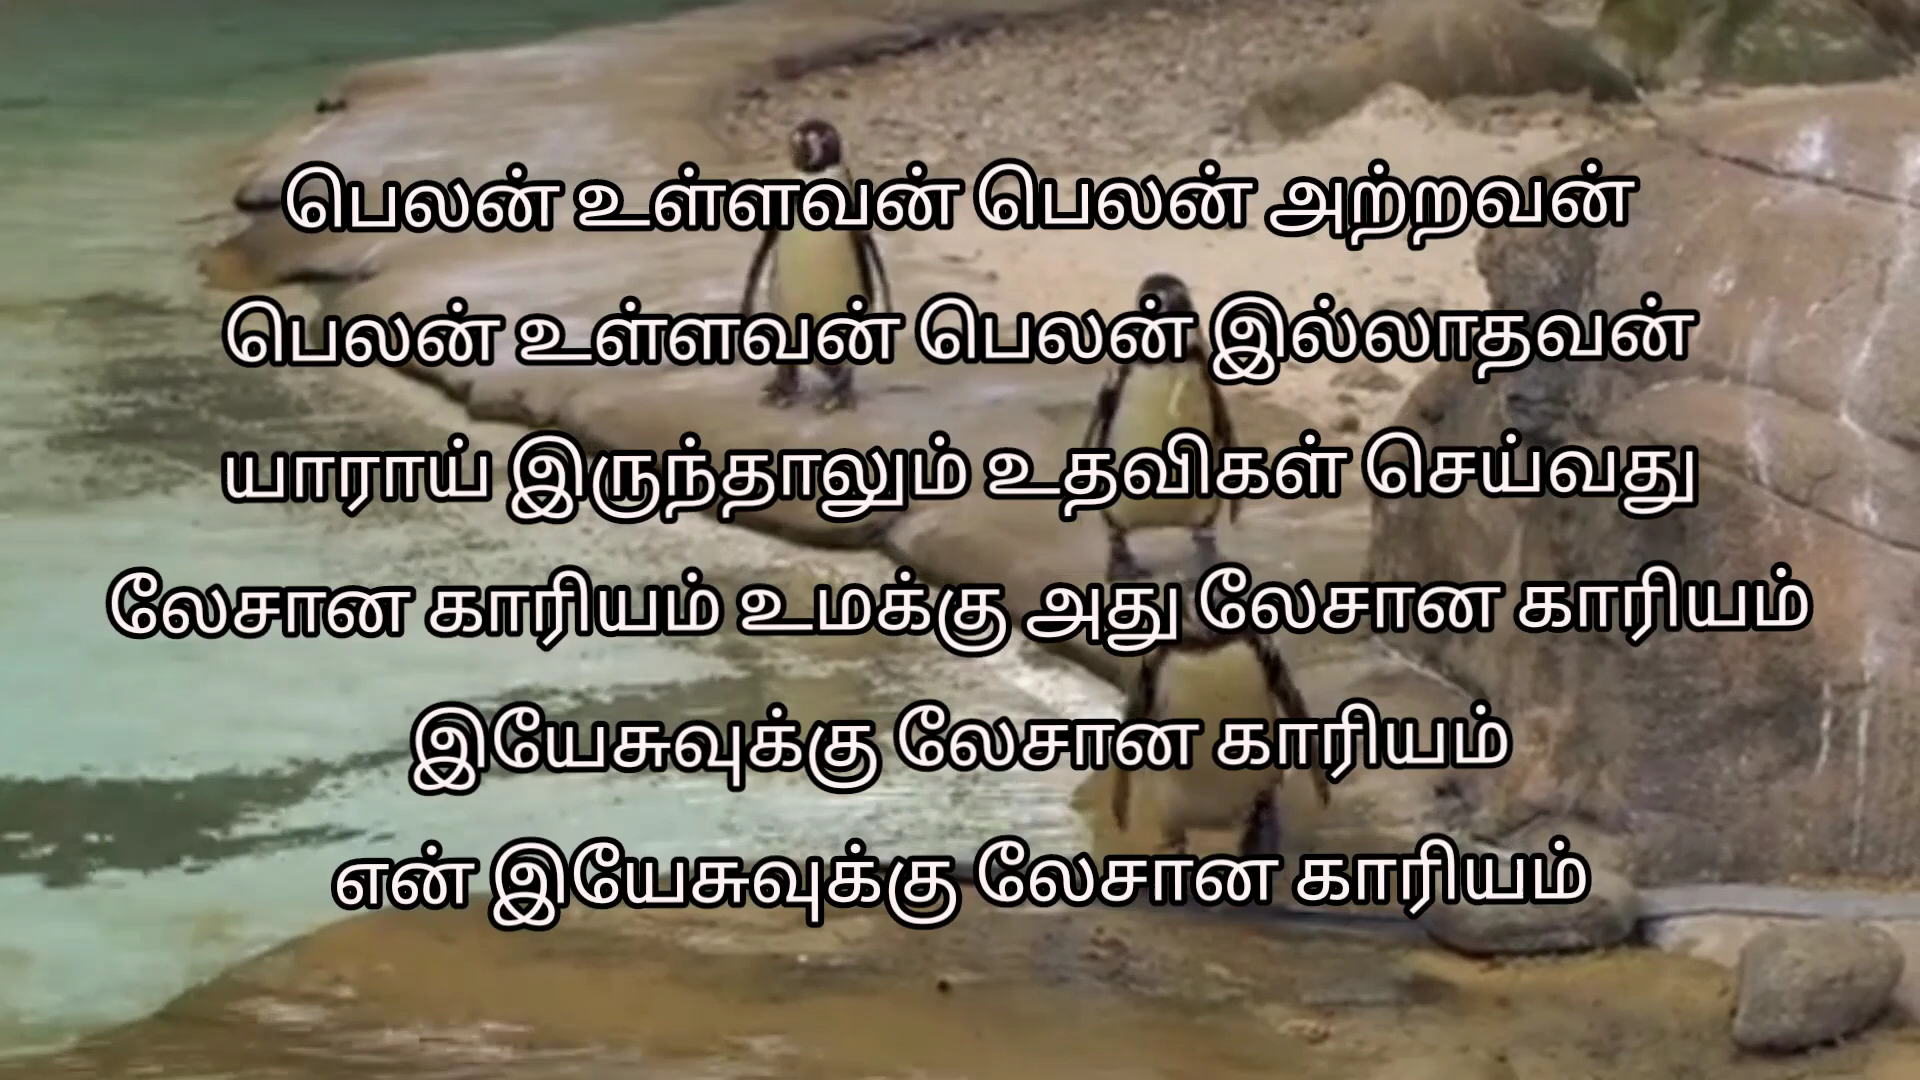 பெலன் உள்ளவன் பெலன் அற்றவன்
பெலன் உள்ளவன் பெலன் இல்லாதவன்
யாராய் இருந்தாலும் உதவிகள் செய்வது
லேசான காரியம் உமக்கு அது லேசான காரியம்
இயேசுவுக்கு லேசான காரியம்
என் இயேசுவுக்கு லேசான காரியம்